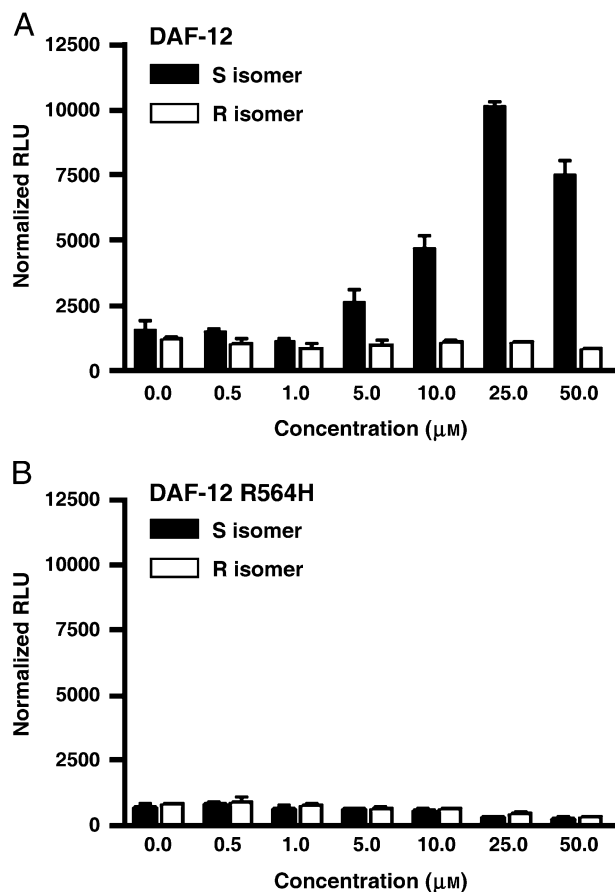 A
DAF-12
S isomer
R isomer
Normalized RLU
12500
10000
7500
5000
2500
0
0.0 0.5 1.0 5.0 10.0 25.0 50.0
Concentration (μM)
B
DAF-12 R564H
S isomer
R isomer
Normalized RLU
12500
10000
7500
5000
2500
0
0.0 0.5 1.0 5.0 10.0 25.0 50.0
Concentration (μM)